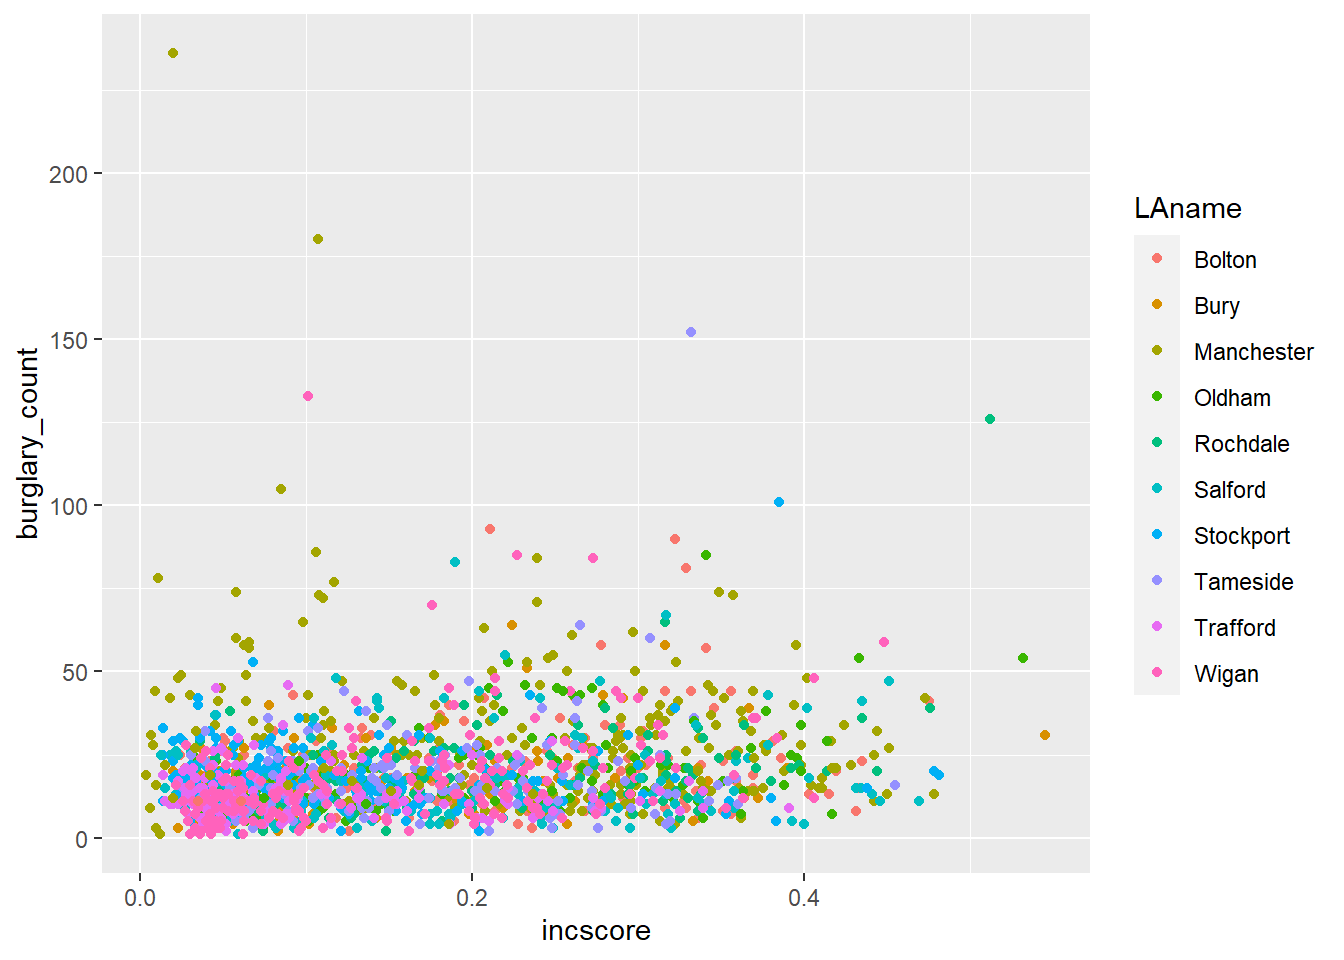 burglary_count
200
150
100
50
0
0.0
0.2
0.4
incscore
LAname
Bolton
Bury
Manchester
Oldham
Rochdale
Salford
Stockport
Tameside
Trafford
Wigan